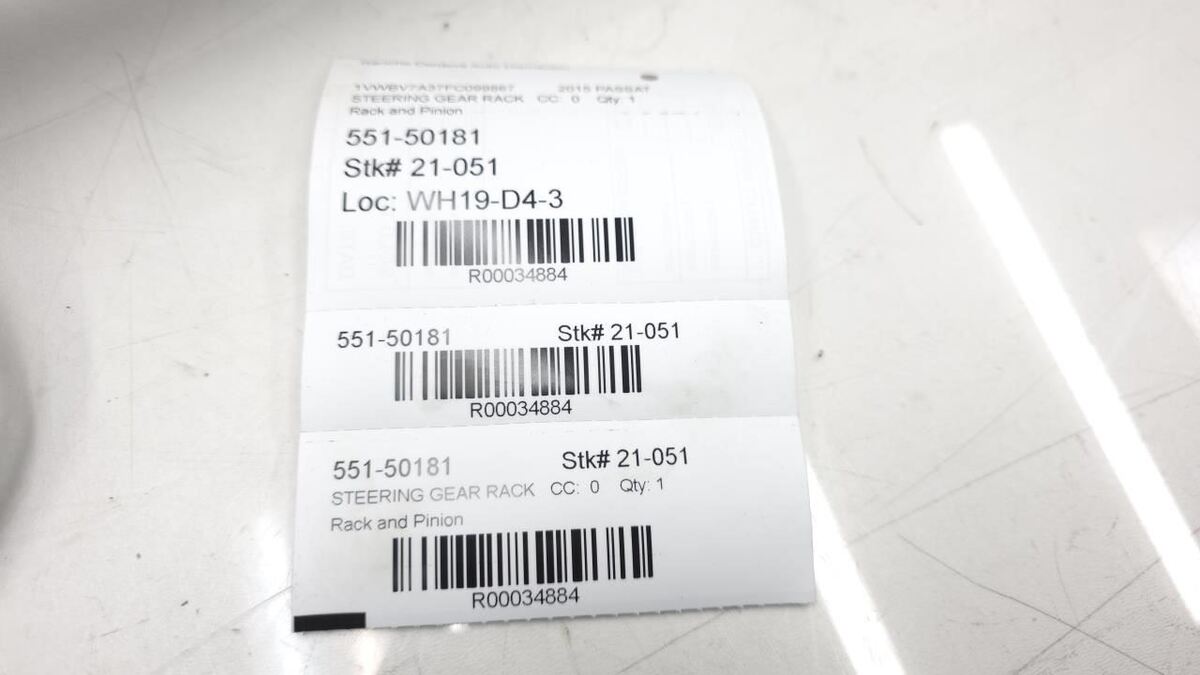 2015 PASSAT
STEERING GEAR RACK CC: 0 Qty: 1
Rack and Pinion
551-50181
Stk# 21-051
Loc: WH19-D4-3
R00034884
551-50181 Stk# 21-051
R00034884
551-50181 Stk# 21-051
STEERING GEAR RACK CC: 0 Qty: 1
Rack and Pinion
R00034884